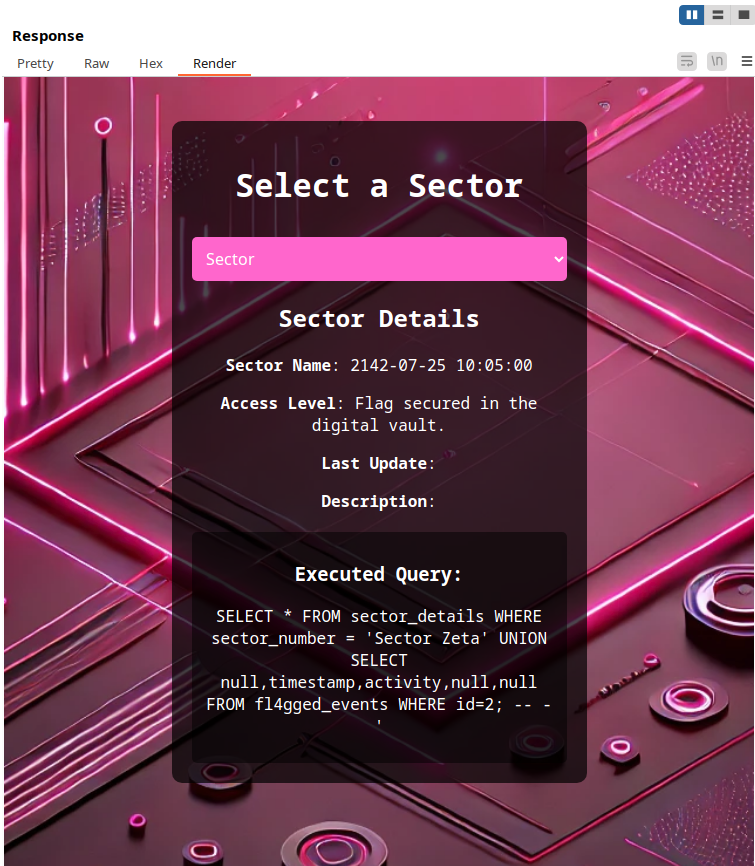 Response
Pretty Raw Hex Render
\n
Select a Sector
Sector
Sector Details
Sector Name: 2142-07-25 10:05:00
Access Level: Flag secured in the
digital vault.
Last Update:
Description:
Executed Query:
SELECT * FROM sector_details WHERE
sector_number = 'Sector Zeta' UNION
SELECT
null,timestamp,activity,null,null
FROM fl4gged_events WHERE id=2; -- -
'